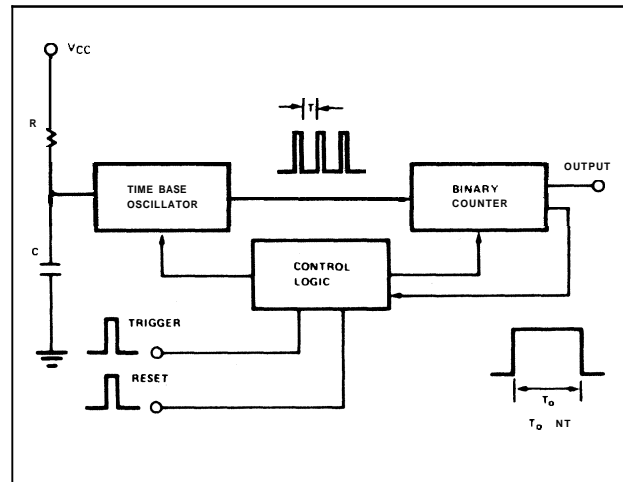 VCC
R
T
OUTPUT
TIME BASE
OSCILLATOR
BINARY
COUNTER
C
CONTROL
LOGIC
TRIGGER
RESET
To
To NT